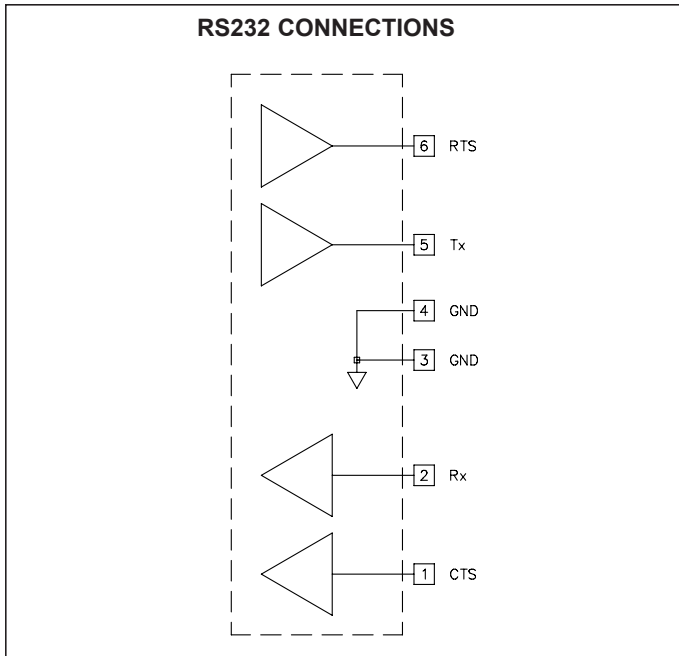 RS232 CONNECTIONS
6 RTS
5 Tx
4 GND
3 GND
2 Rx
1 CTS